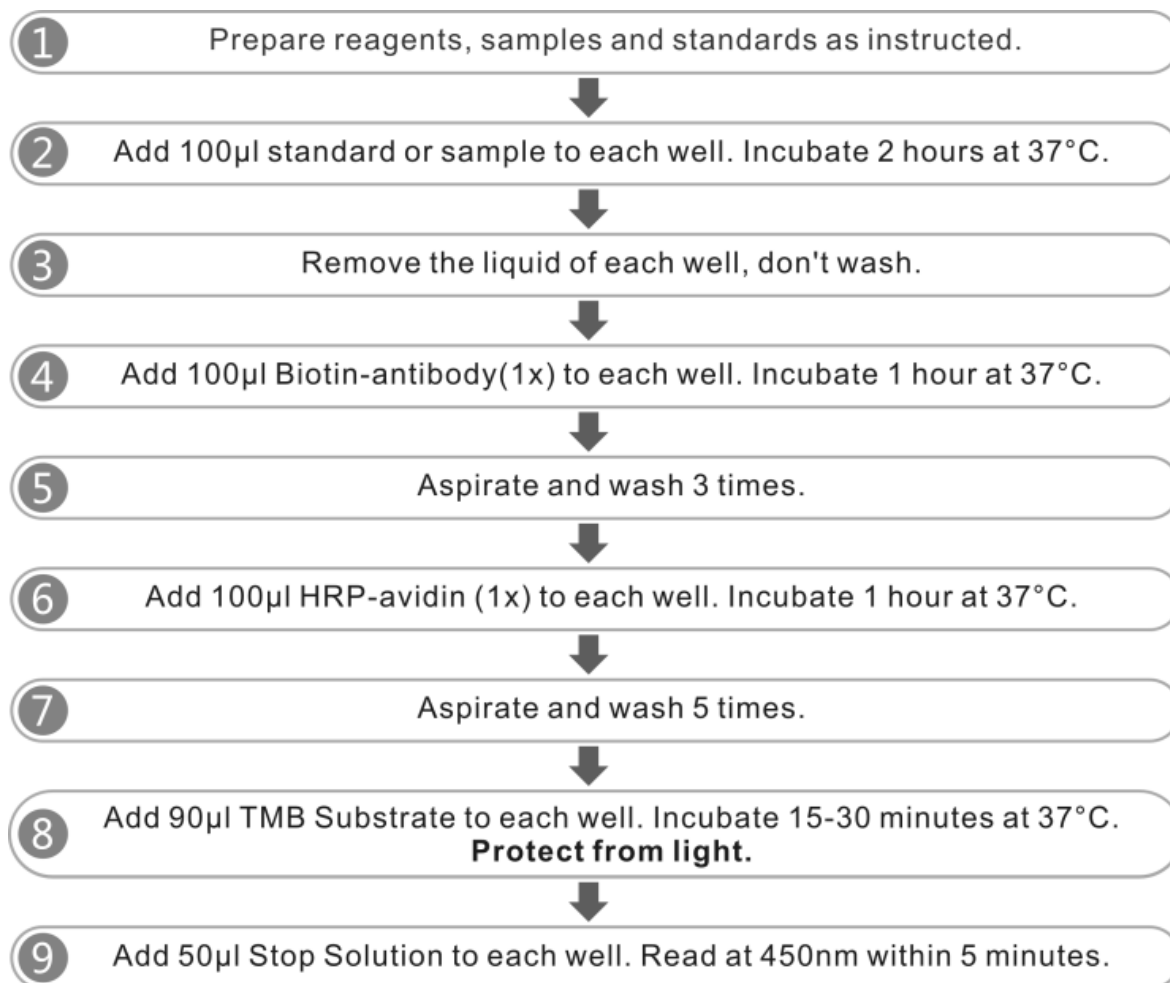 1 Prepare reagents, samples and standards as instructed.
2 Add 100μl standard or sample to each well. Incubate 2 hours at 37°C.
3 Remove the liquid of each well, don't wash.
4 Add 100μl Biotin-antibody(1x) to each well. Incubate 1 hour at 37°C.
5 Aspirate and wash 3 times.
6 Add 100μl HRP-avidin (1x) to each well. Incubate 1 hour at 37°C.
7 Aspirate and wash 5 times.
8 Add 90μl TMB Substrate to each well. Incubate 15-30 minutes at 37°C.
Protect from light.
9 Add 50μl Stop Solution to each well. Read at 450nm within 5 minutes.